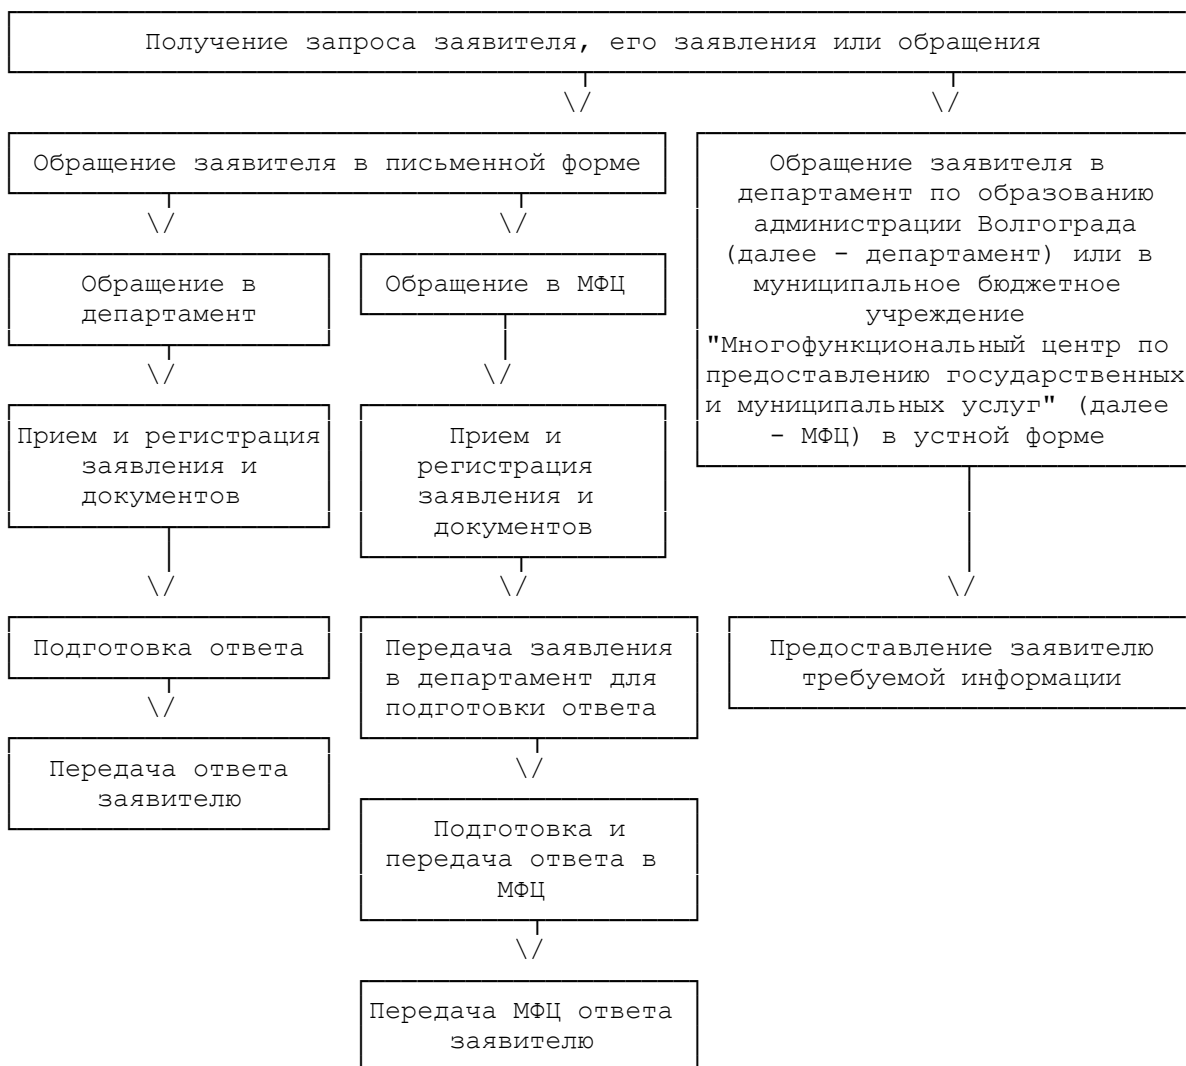 Получение запроса заявителя, его заявления или обращения
Обращение заявителя в письменной форме
Обращение заявителя в
департамент по образованию
администрации Волгограда
(далее - департамент) или в
муниципальное бюджетное
учреждение
"Многофункциональный центр по
предоставлению государственных
и муниципальных услуг" (далее
- МФЦ) в устной форме
Обращение в
департамент
Обращение в МФЦ
Прием и регистрация
заявления и
документов
Прием и
регистрация
заявления и
документов
Подготовка ответа
Передача заявления
в департамент для
подготовки ответа
Предоставление заявителю
требуемой информации
Передача ответа
заявителю
Подготовка и
передача ответа в
МФЦ
Передача МФЦ ответа
заявителю